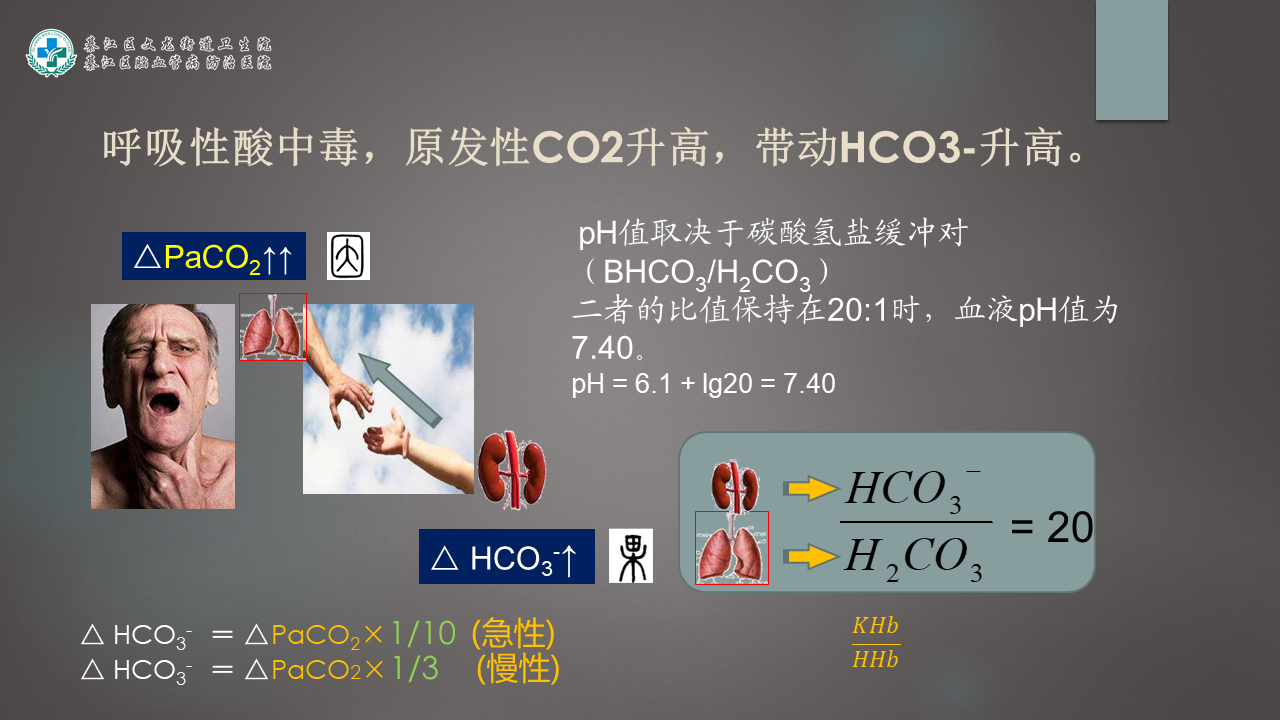 綦江区文龙街道卫生院
綦江区脑血管病防治医院
呼吸性酸中毒，原发性CO2升高，带动HCO3-升高。
△PaCO₂↑↑
pH值取决于碳酸氢盐缓冲对
（BHCO₃/H₂CO₃）
二者的比值保持在20:1时，血液pH值为
7.40。
pH = 6.1 + lg20 = 7.40
HCO₃⁻
= 20
H₂CO₃
△ HCO₃⁻↑
△ HCO₃⁻ ＝ △PaCO₂×1/10 (急性)
△ HCO₃⁻ ＝ △PaCO2×1/3 (慢性)
KHb
HHb